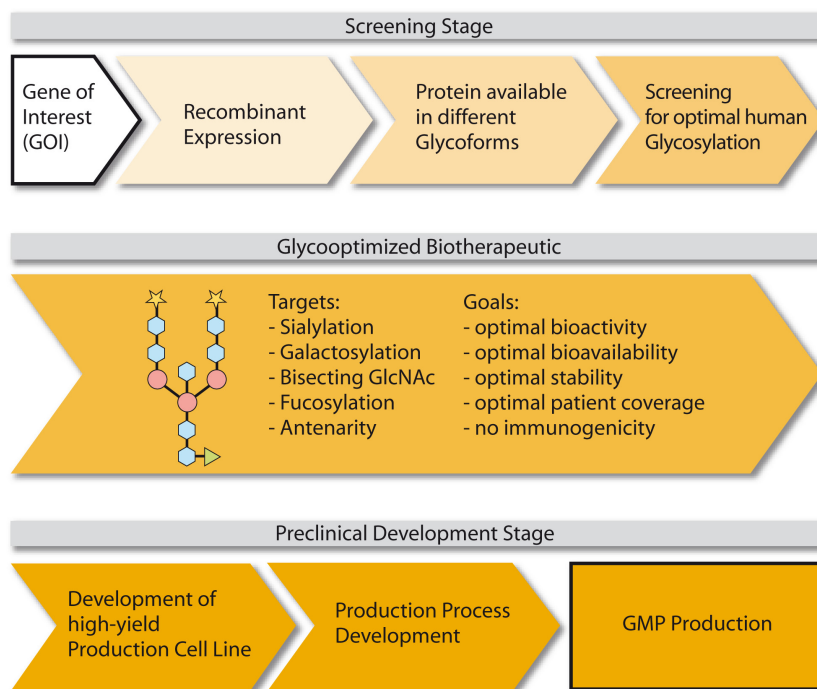 Screening Stage
Gene of
Interest
(GOI)
Recombinant
Expression
Protein available
in different
Glycoforms
Screening
for optimal human
Glycosylation
Glycooptimized Biotherapeutic
Targets:
- Sialylation
- Galactosylation
- Bisecting GlcNAc
- Fucosylation
- Antenarity
Goals:
- optimal bioactivity
- optimal bioavailability
- optimal stability
- optimal patient coverage
- no immunogenicity
Preclinical Development Stage
Development of
high-yield
Production Cell Line
Production Process
Development
GMP Production